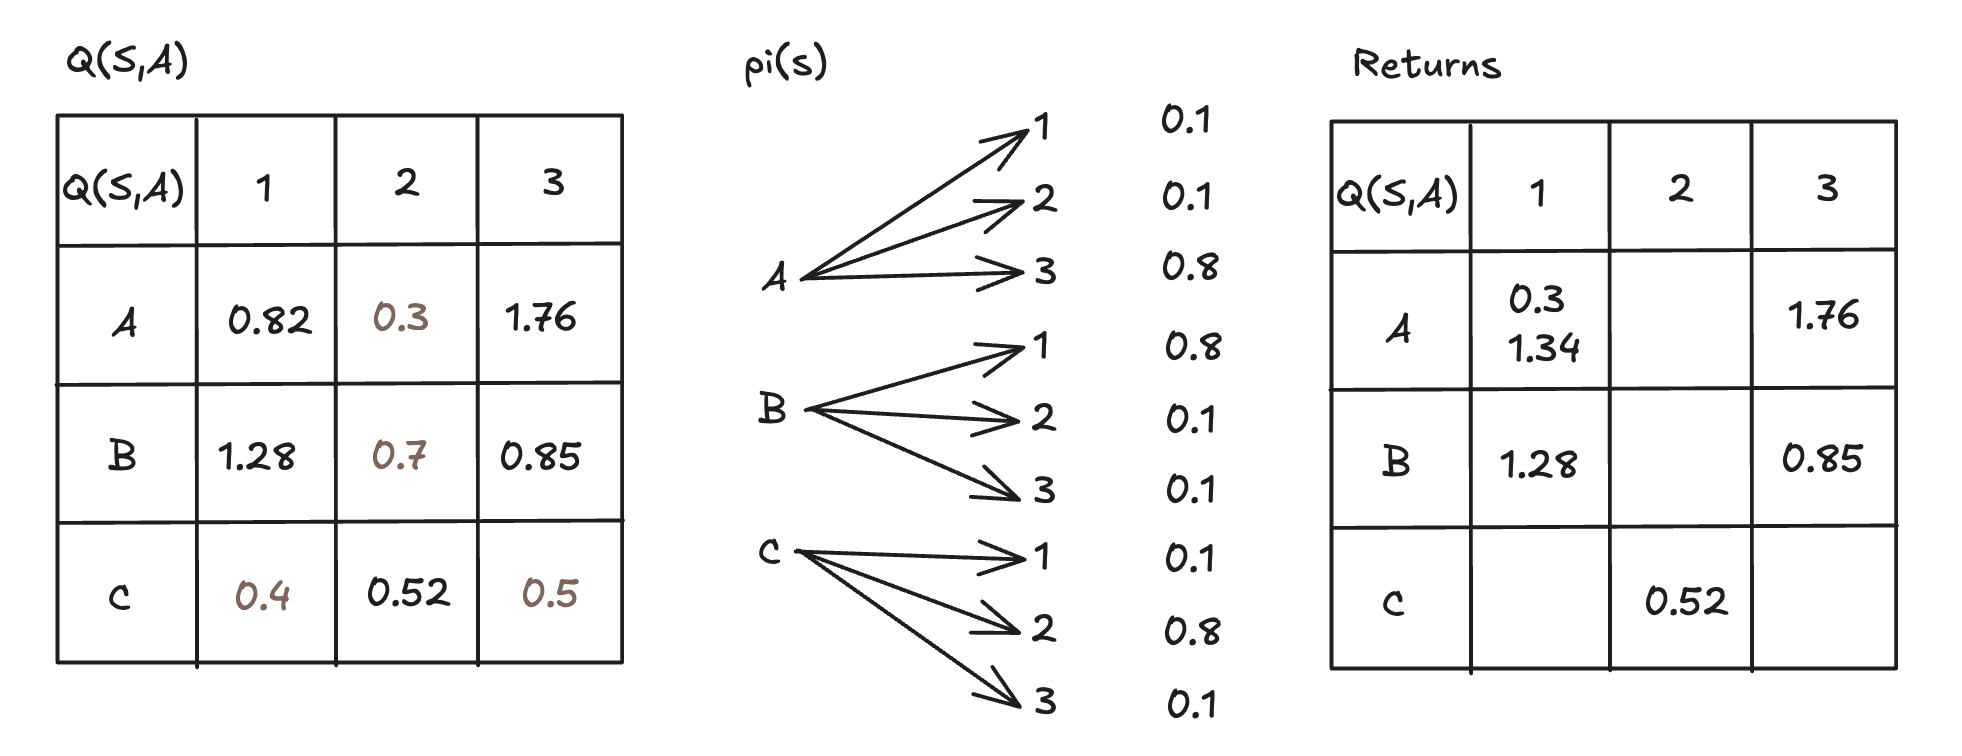 Q(S,A)
Q(S,A) 1 2 3
A 0.82 0.3 1.76
B 1.28 0.7 0.85
C 0.4 0.52 0.5
pi(s)
A
1 0.1
2 0.1
3 0.8
B
1 0.8
2 0.1
3 0.1
C
1 0.1
2 0.8
3 0.1
Returns
Q(S,A) 1 2 3
A 0.3 1.76
1.34
B 1.28 0.85
C 0.52